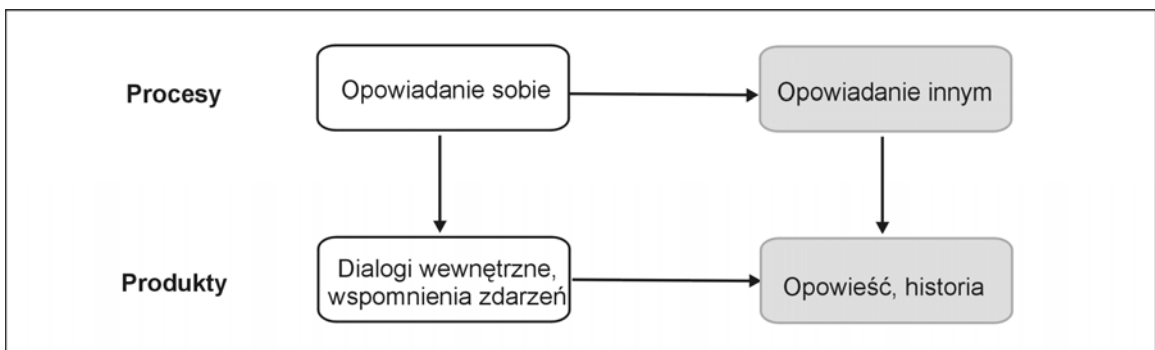 Procesy
Opowiadanie sobie
Opowiadanie innym
Produkty
Dialogi wewnętrzne,
wspomnienia zdarzeń
Opowieść, historia